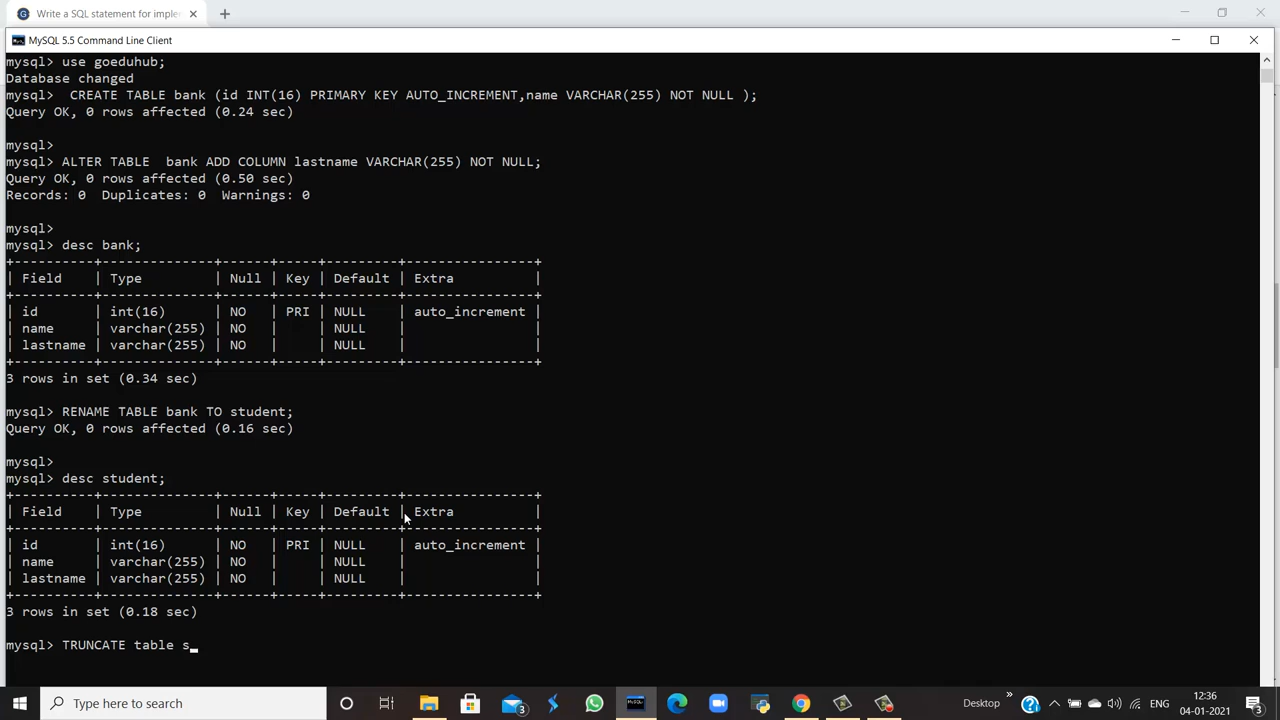 Write a SQL statement for imple
MySQL 5.5 Command Line Client
mysql> use goeduhub;
Database changed
mysql>  CREATE TABLE bank (id INT(16) PRIMARY KEY AUTO_INCREMENT,name VARCHAR(255) NOT NULL );
Query OK, 0 rows affected (0.24 sec)
mysql>
mysql> ALTER TABLE  bank ADD COLUMN lastname VARCHAR(255) NOT NULL;
Query OK, 0 rows affected (0.50 sec)
Records: 0  Duplicates: 0  Warnings: 0
mysql>
mysql> desc bank;
+----------+--------------+------+-----+---------+----------------+
| Field    | Type         | Null | Key | Default | Extra          |
+----------+--------------+------+-----+---------+----------------+
| id       | int(16)      | NO   | PRI | NULL    | auto_increment |
| name     | varchar(255) | NO   |     | NULL    |                |
| lastname | varchar(255) | NO   |     | NULL    |                |
+----------+--------------+------+-----+---------+----------------+
3 rows in set (0.34 sec)
mysql> RENAME TABLE bank TO student;
Query OK, 0 rows affected (0.16 sec)
mysql>
mysql> desc student;
+----------+--------------+------+-----+---------+----------------+
| Field    | Type         | Null | Key | Default | Extra          |
+----------+--------------+------+-----+---------+----------------+
| id       | int(16)      | NO   | PRI | NULL    | auto_increment |
| name     | varchar(255) | NO   |     | NULL    |                |
| lastname | varchar(255) | NO   |     | NULL    |                |
+----------+--------------+------+-----+---------+----------------+
3 rows in set (0.18 sec)
mysql> TRUNCATE table s_
Type here to search
3
Desktop
ENG
12:36
04-01-2021
3